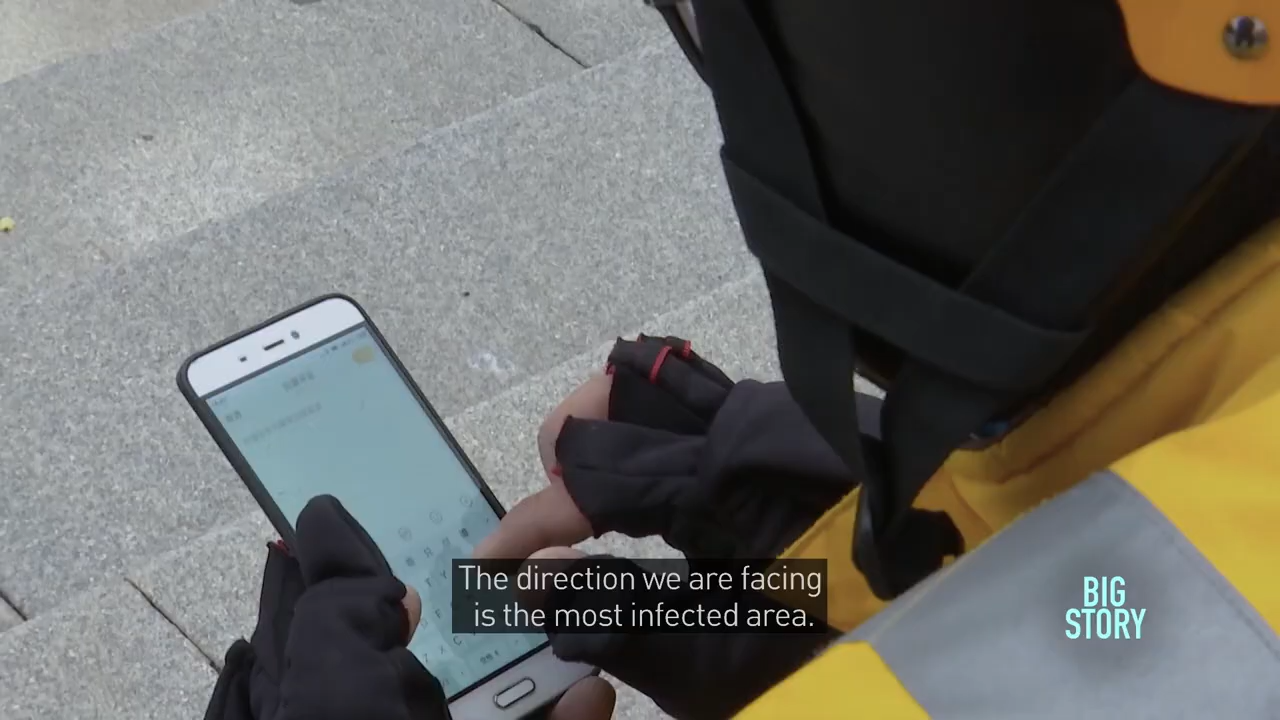 The direction we are facing
is the most infected area.
BIG
STORY